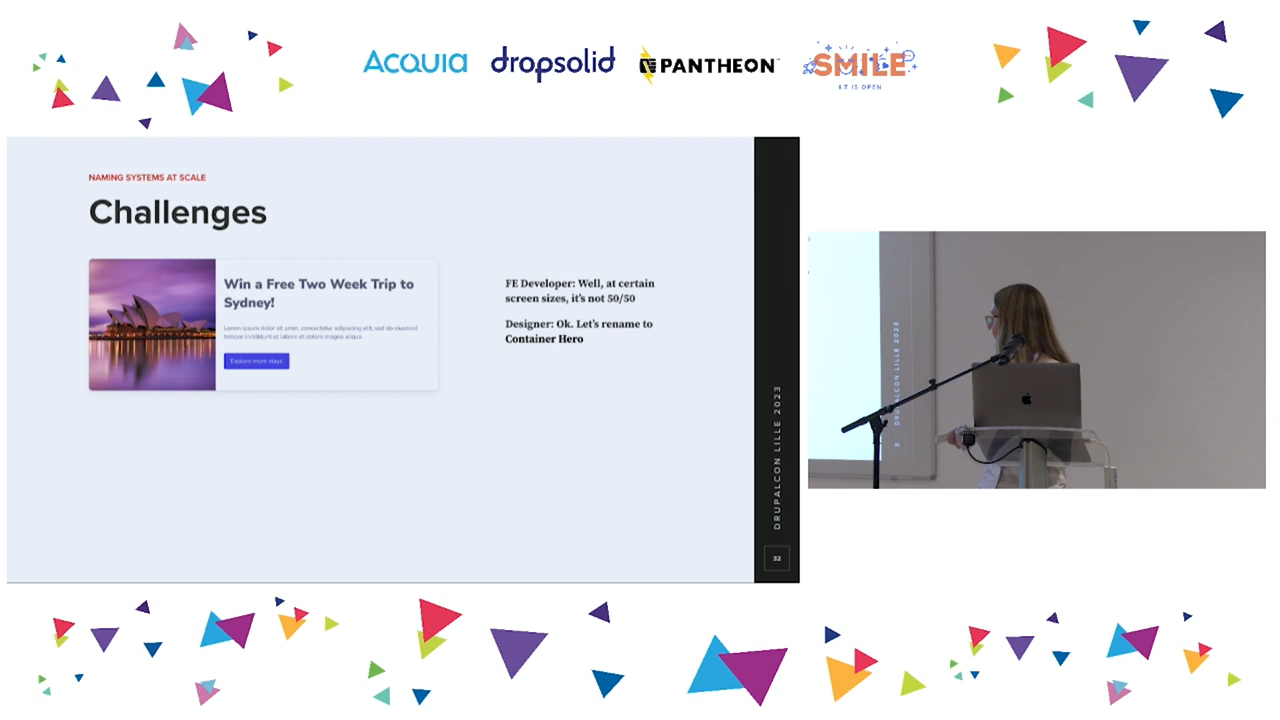 ACQUIA
dropsolid
PANTHEON
SMILE
I.T IS OPEN
NAMING SYSTEMS AT SCALE
Challenges
Win a Free Two Week Trip to
Sydney!
Lorem ipsum dolor sit amet, consectetur adipiscing elit, sed do eiusmod
tempor incididunt ut labore et dolore magna aliqua.
Explore more stays
FE Developer: Well, at certain
screen sizes, it's not 50/50
Designer: Ok. Let's rename to
Container Hero
DRUPALCON LILLE 2023
32
DRUPALCON LILLE 2023